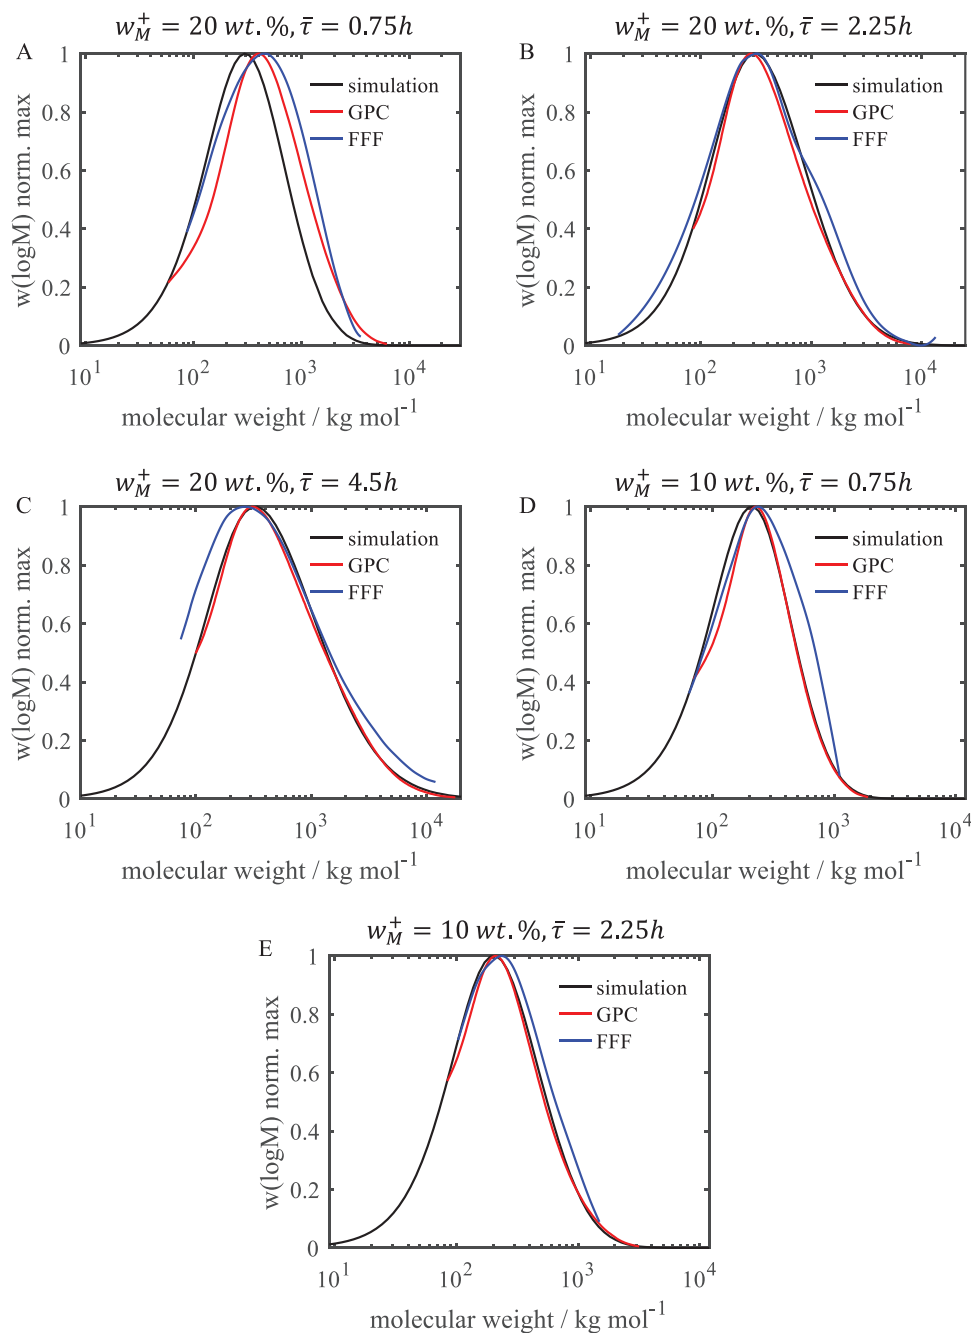 A
w_M^+ = 20 wt.%, τ̄ = 0.75h
w(logM) norm. max
1
0.8
0.6
0.4
0.2
0
simulation
GPC
FFF
10^1 10^2 10^3 10^4
molecular weight / kg mol^-1
B
w_M^+ = 20 wt.%, τ̄ = 2.25h
w(logM) norm. max
1
0.8
0.6
0.4
0.2
0
simulation
GPC
FFF
10^1 10^2 10^3 10^4
molecular weight / kg mol^-1
C
w_M^+ = 20 wt.%, τ̄ = 4.5h
w(logM) norm. max
1
0.8
0.6
0.4
0.2
0
simulation
GPC
FFF
10^1 10^2 10^3 10^4
molecular weight / kg mol^-1
D
w_M^+ = 10 wt.%, τ̄ = 0.75h
w(logM) norm. max
1
0.8
0.6
0.4
0.2
0
simulation
GPC
FFF
10^1 10^2 10^3 10^4
molecular weight / kg mol^-1
E
w_M^+ = 10 wt.%, τ̄ = 2.25h
w(logM) norm. max
1
0.8
0.6
0.4
0.2
0
simulation
GPC
FFF
10^1 10^2 10^3 10^4
molecular weight / kg mol^-1